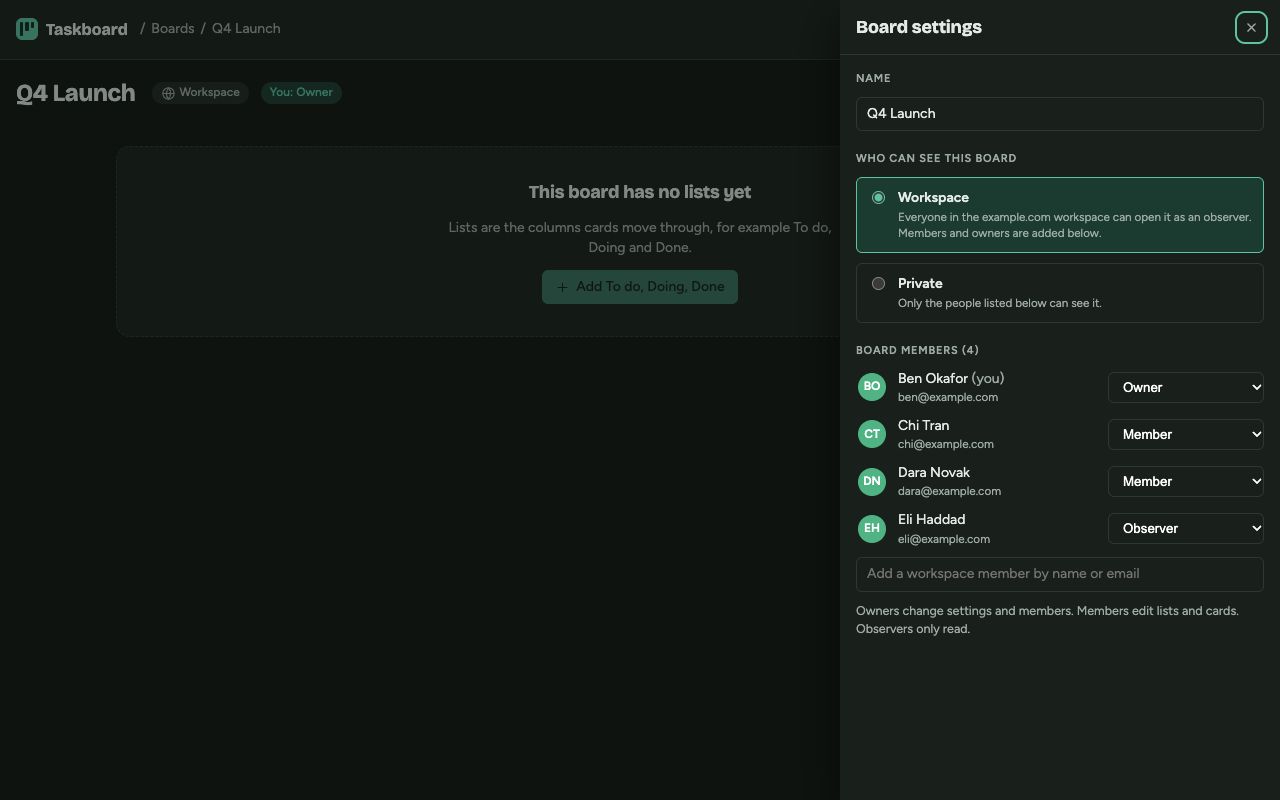 Taskboard / Boards / Q4 Launch
Q4 Launch
Workspace
You: Owner
This board has no lists yet
Lists are the columns cards move through, for example To do,
Doing and Done.
Add To do, Doing, Done
Board settings
NAME
Q4 Launch
WHO CAN SEE THIS BOARD
Workspace
Everyone in the example.com workspace can open it as an observer.
Members and owners are added below.
Private
Only the people listed below can see it.
BOARD MEMBERS (4)
BO
Ben Okafor (you)
ben@example.com
Owner
CT
Chi Tran
chi@example.com
Member
DN
Dara Novak
dara@example.com
Member
EH
Eli Haddad
eli@example.com
Observer
Add a workspace member by name or email
Owners change settings and members. Members edit lists and cards.
Observers only read.